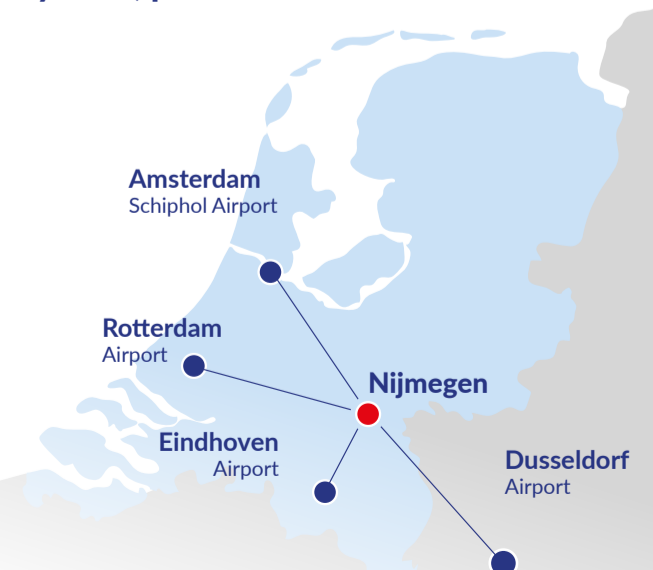 Amsterdam
Schiphol Airport
Rotterdam
Airport
Nijmegen
Eindhoven
Airport
Dusseldorf
Airport